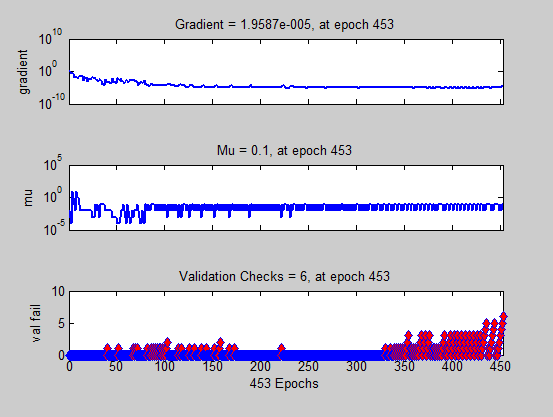 Gradient = 1.9587e-005, at epoch 453
10^10
10^0
10^-10
gradient
Mu = 0.1, at epoch 453
10^5
10^0
10^-5
mu
Validation Checks = 6, at epoch 453
10
5
0
val fail
0 50 100 150 200 250 300 350 400 450
453 Epochs